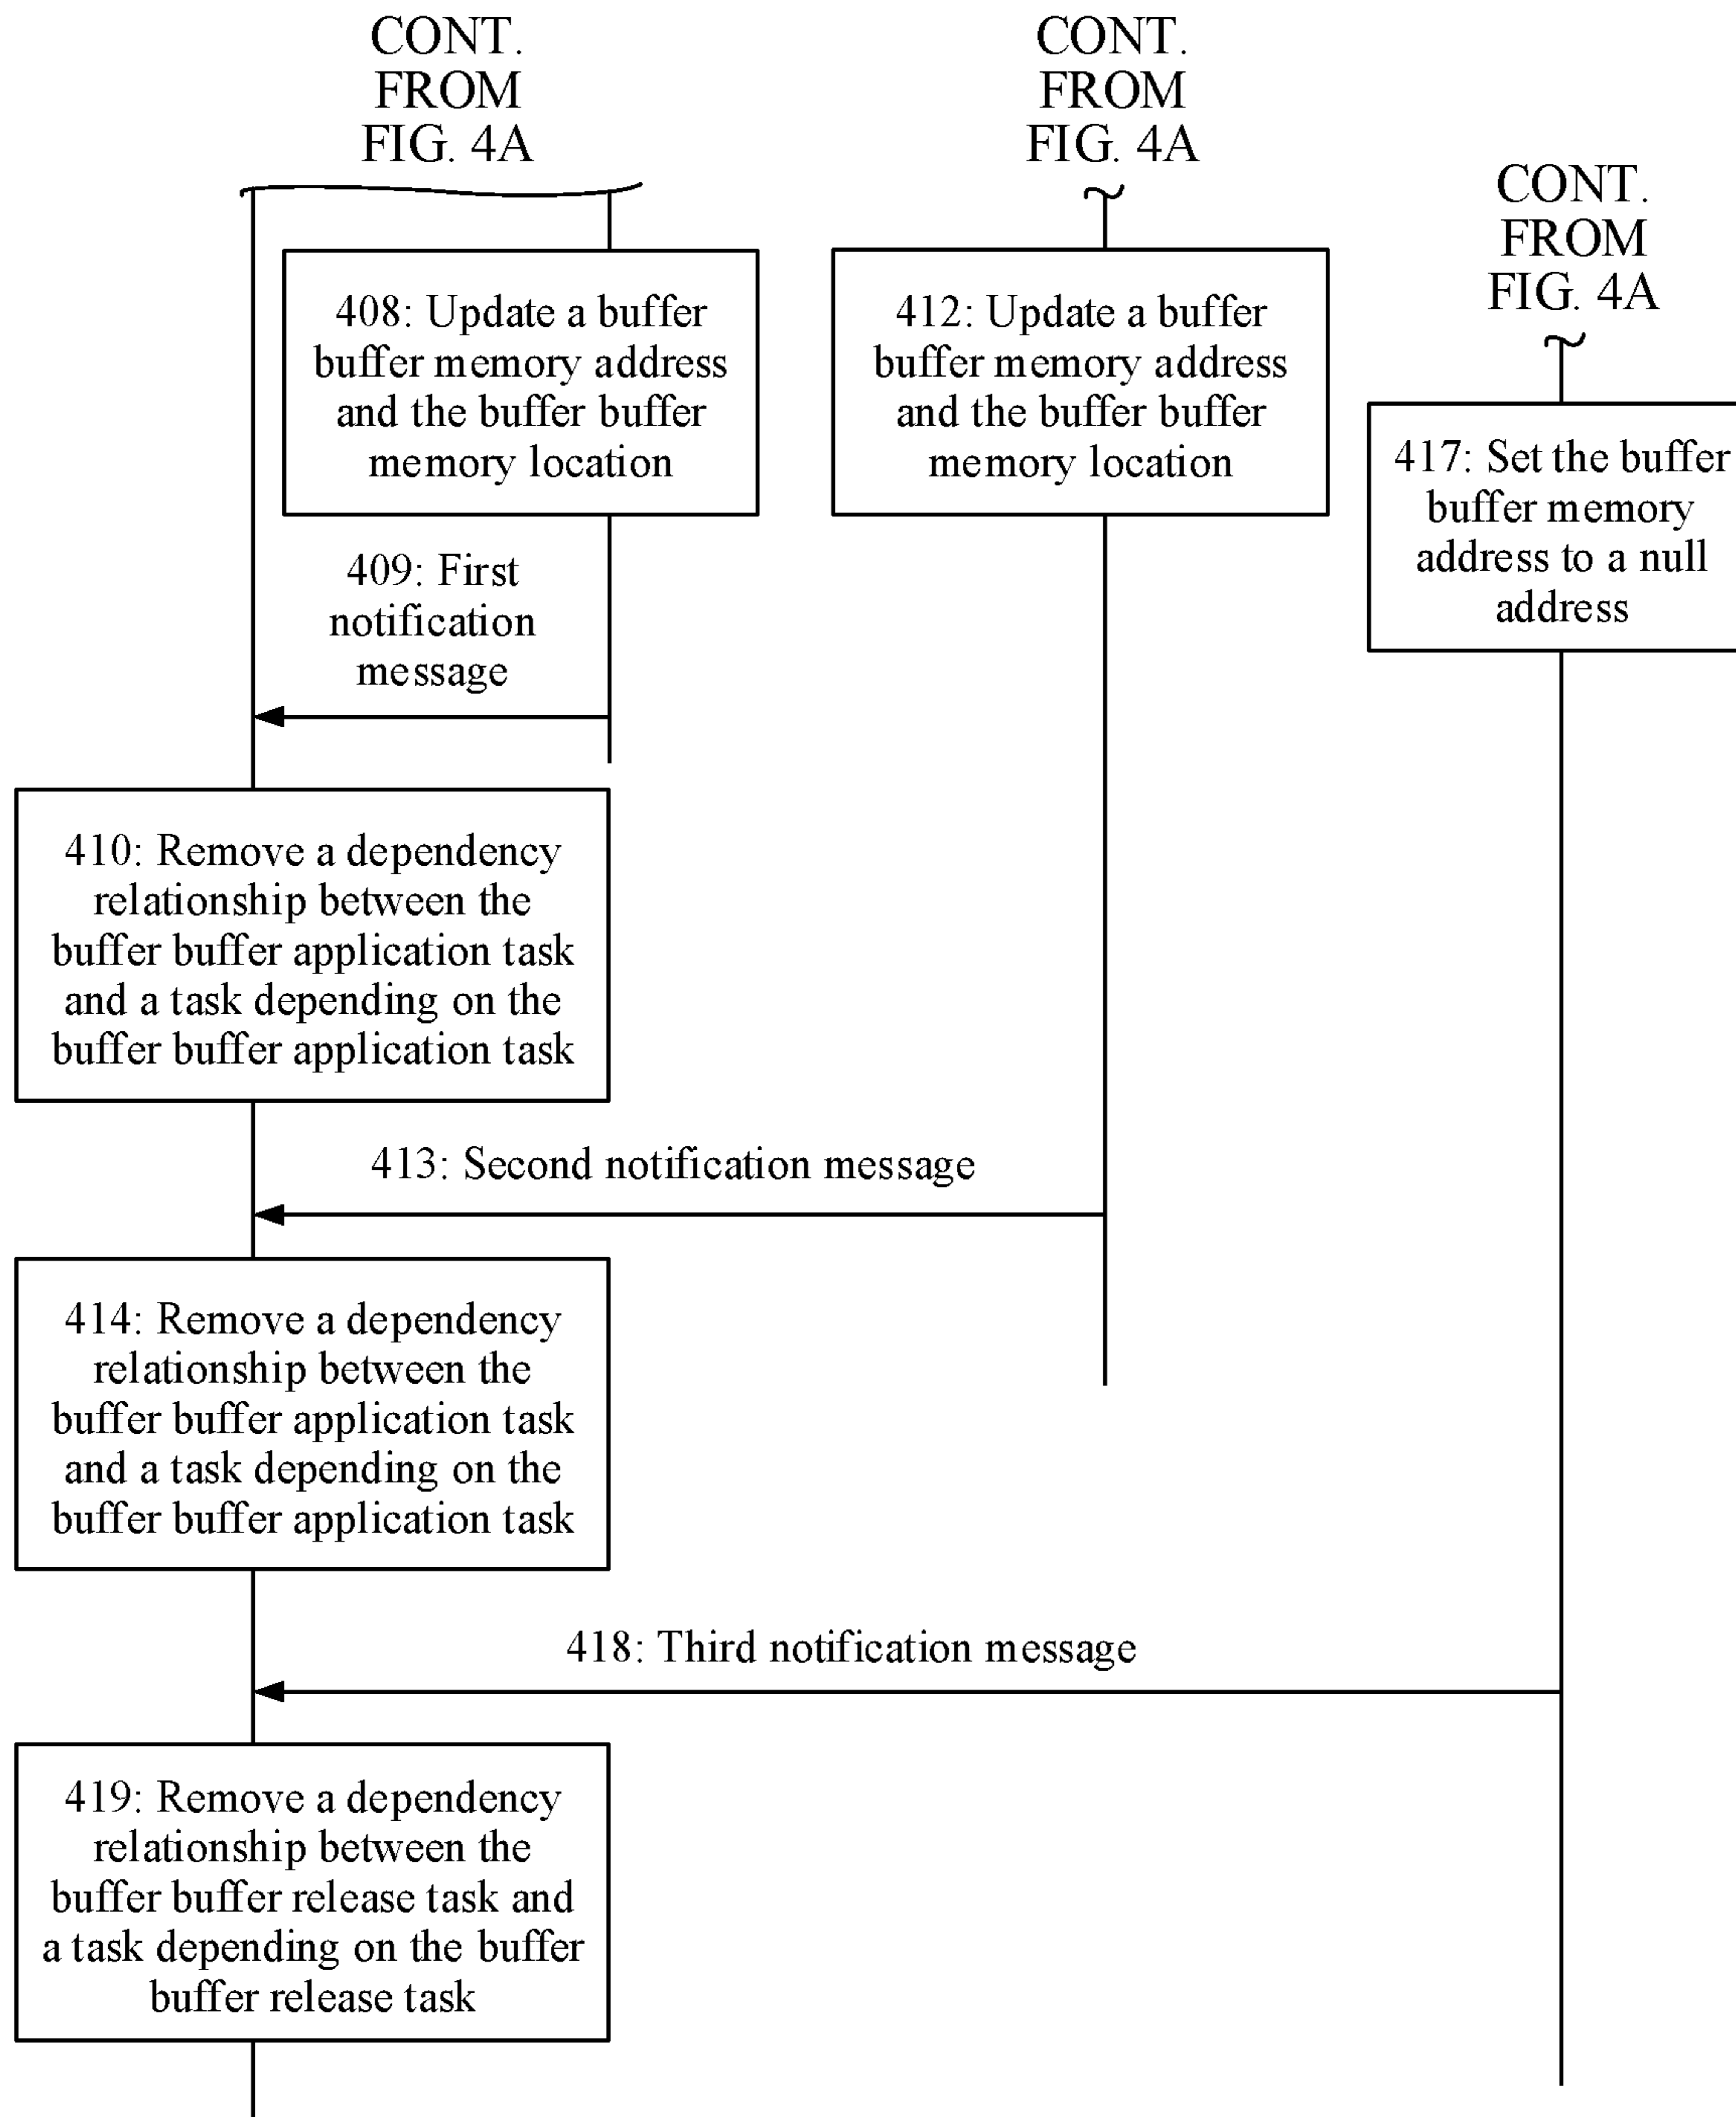 CONT.
FROM
FIG. 4A
CONT.
FROM
FIG. 4A
CONT.
FROM
FIG. 4A
408: Update a buffer
buffer memory address
and the buffer buffer
memory location
412: Update a buffer
buffer memory address
and the buffer buffer
memory location
417: Set the buffer
buffer memory
address to a null
address
409: First
notification
message
410: Remove a dependency
relationship between the
buffer buffer application task
and a task depending on the
buffer buffer application task
413: Second notification message
414: Remove a dependency
relationship between the
buffer buffer application task
and a task depending on the
buffer buffer application task
418: Third notification message
419: Remove a dependency
relationship between the
buffer buffer release task and
a task depending on the buffer
buffer release task